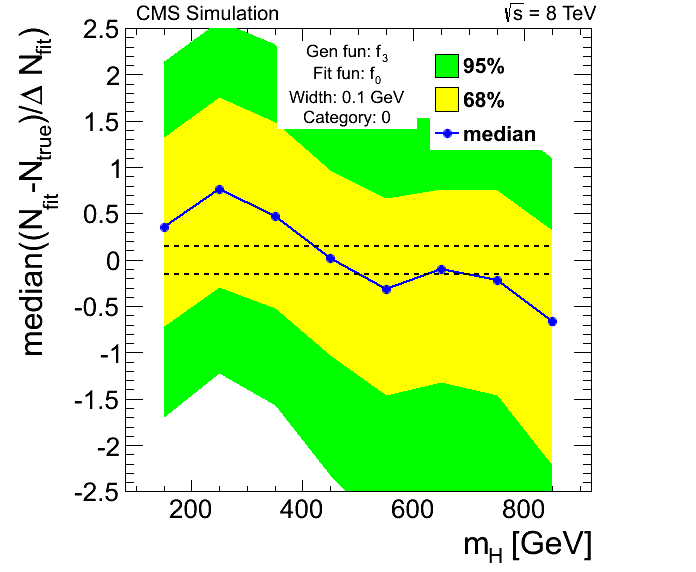 CMS Simulation
√s = 8 TeV
Gen fun: f3
Fit fun: f0
Width: 0.1 GeV
Category: 0
95%
68%
median
median((Nfit-Ntrue)/Δ Nfit)
2.5
2
1.5
1
0.5
0
-0.5
-1
-1.5
-2
-2.5
200
400
600
800
mH [GeV]